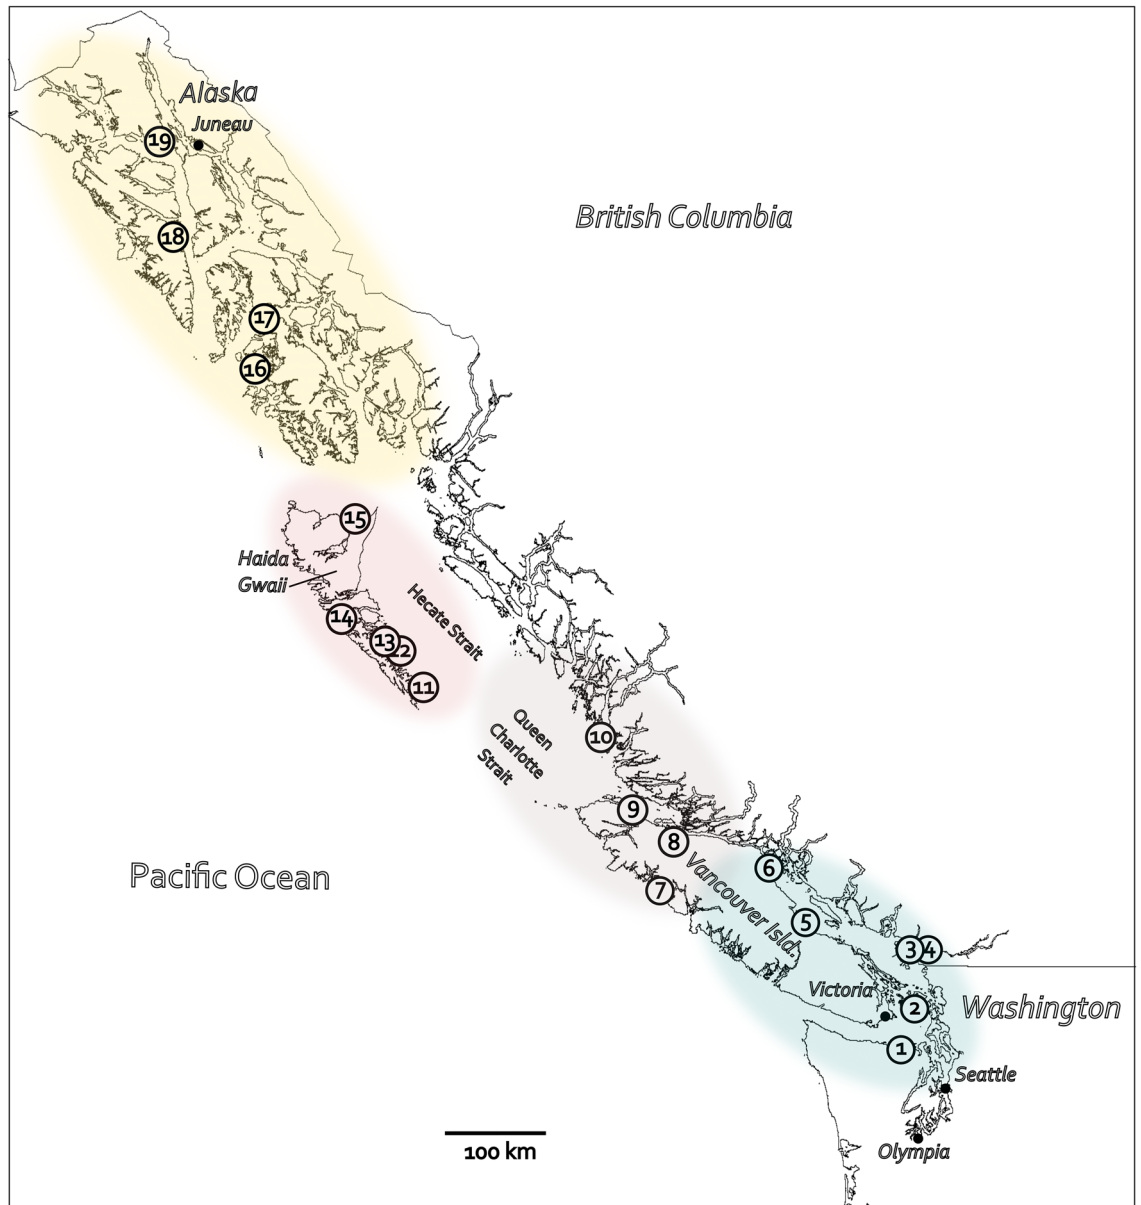 Alaska
Juneau
19
British Columbia
18
17
16
15
Haida
Gwaii
Hecate Strait
14
13
12
11
Queen
Charlotte
Strait
10
9
8
Vancouver Isld.
7
6
Pacific Ocean
5
3
4
Victoria
2
Washington
1
Seattle
100 km
Olympia